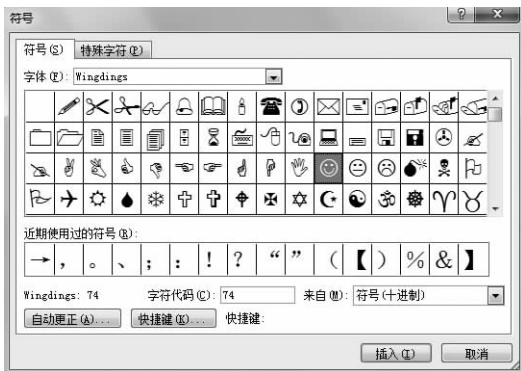 符号
符号(S) 特殊字符(P)
字体(F): Wingdings
近期使用过的符号(R):
→ , 。 、 ; : ! ? “ ” ( 【 ) % & 】
Wingdings: 74 字符代码(C): 74 来自(M): 符号(十进制)
自动更正(A)... 快捷键(K)... 快捷键:
插入(I) 取消